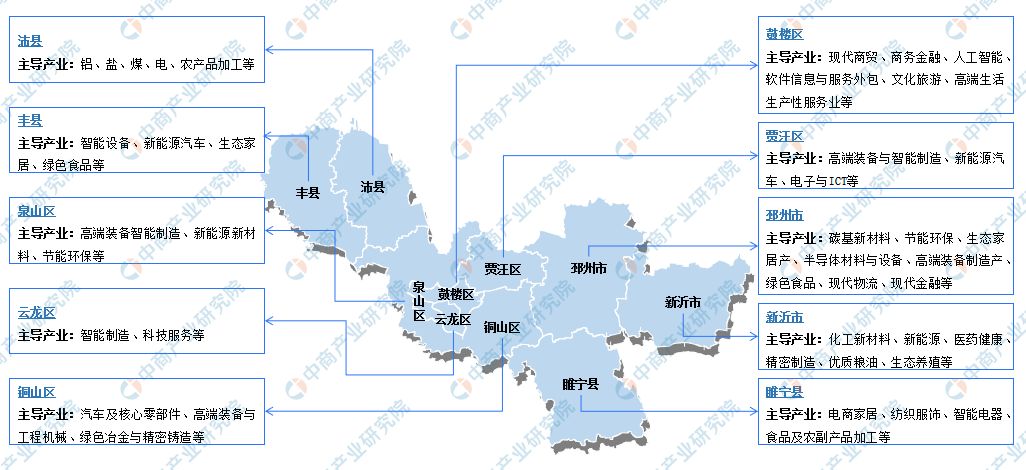 沛县
主导产业：铝、盐、煤、电、农产品加工等
丰县
主导产业：智能设备、新能源汽车、生态家
居、绿色食品等
泉山区
主导产业：高端装备智能制造、新能源新材
料、节能环保等
云龙区
主导产业：智能制造、科技服务等
铜山区
主导产业：汽车及核心零部件、高端装备与
工程机械、绿色冶金与精密铸造等
丰县
沛县
泉山区
鼓楼区
云龙区
贾汪区
铜山区
邳州市
新沂市
睢宁县
鼓楼区
主导产业：现代商贸、商务金融、人工智能、
软件信息与服务外包、文化旅游、高端生活
生产性服务业等
贾汪区
主导产业：高端装备与智能制造、新能源汽
车、电子与ICT等
邳州市
主导产业：碳基新材料、节能环保、生态家
居产、半导体材料与设备、高端装备制造产、
绿色食品、现代物流、现代金融等
新沂市
主导产业：化工新材料、新能源、医药健康、
精密制造、优质粮油、生态养殖等
睢宁县
主导产业：电商家居、纺织服饰、智能电器、
食品及农副产品加工等
中商产业研究院